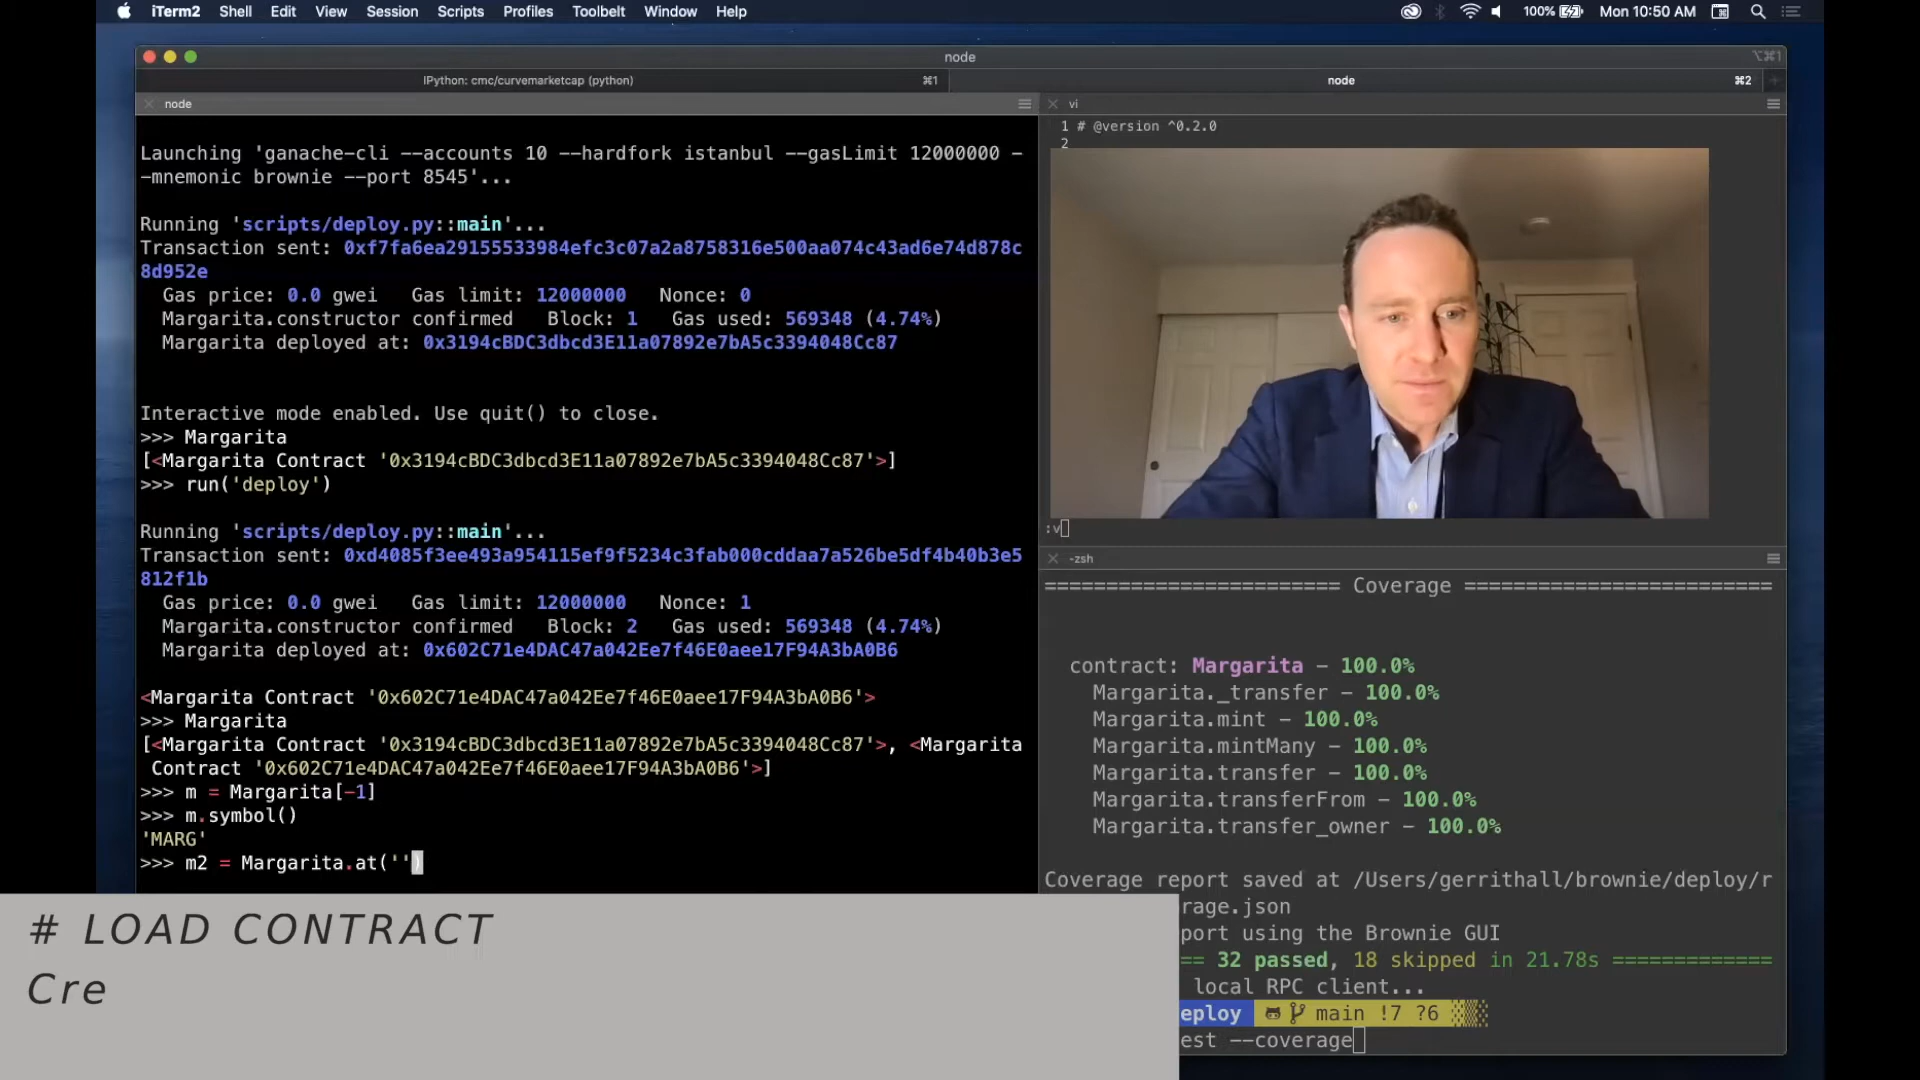 iTerm2 Shell Edit View Session Scripts Profiles Toolbelt Window Help 100% Mon 10:50 AM
node ⌥⌘1
IPython: cmc/curvemarketcap (python) ⌘1 node ⌘2
node
Launching 'ganache-cli --accounts 10 --hardfork istanbul --gasLimit 12000000 -
-mnemonic brownie --port 8545'...
Running 'scripts/deploy.py::main'...
Transaction sent: 0xf7fa6ea29155533984efc3c07a2a8758316e500aa074c43ad6e74d878c
8d952e
Gas price: 0.0 gwei Gas limit: 12000000 Nonce: 0
Margarita.constructor confirmed Block: 1 Gas used: 569348 (4.74%)
Margarita deployed at: 0x3194cBDC3dbcd3E11a07892e7bA5c3394048Cc87
Interactive mode enabled. Use quit() to close.
>>> Margarita
[<Margarita Contract '0x3194cBDC3dbcd3E11a07892e7bA5c3394048Cc87'>]
>>> run('deploy')
Running 'scripts/deploy.py::main'...
Transaction sent: 0xd4085f3ee493a954115ef9f5234c3fab000cddaa7a526be5df4b40b3e5
812f1b
Gas price: 0.0 gwei Gas limit: 12000000 Nonce: 1
Margarita.constructor confirmed Block: 2 Gas used: 569348 (4.74%)
Margarita deployed at: 0x602C71e4DAC47a042Ee7f46E0aee17F94A3bA0B6
<Margarita Contract '0x602C71e4DAC47a042Ee7f46E0aee17F94A3bA0B6'>
>>> Margarita
[<Margarita Contract '0x3194cBDC3dbcd3E11a07892e7bA5c3394048Cc87'>, <Margarita
Contract '0x602C71e4DAC47a042Ee7f46E0aee17F94A3bA0B6'>]
>>> m = Margarita[-1]
>>> m.symbol()
'MARG'
>>> m2 = Margarita.at('')
vi
1 # @version ^0.2.0
2
:v
-zsh
======================== Coverage ========================
contract: Margarita - 100.0%
Margarita._transfer - 100.0%
Margarita.mint - 100.0%
Margarita.mintMany - 100.0%
Margarita.transfer - 100.0%
Margarita.transferFrom - 100.0%
Margarita.transfer_owner - 100.0%
Coverage report saved at /Users/gerrithall/brownie/deploy/r
rage.json
port using the Brownie GUI
== 32 passed, 18 skipped in 21.78s =============
local RPC client...
eploy main !7 ?6
est --coverage
# LOAD CONTRACT
Cre